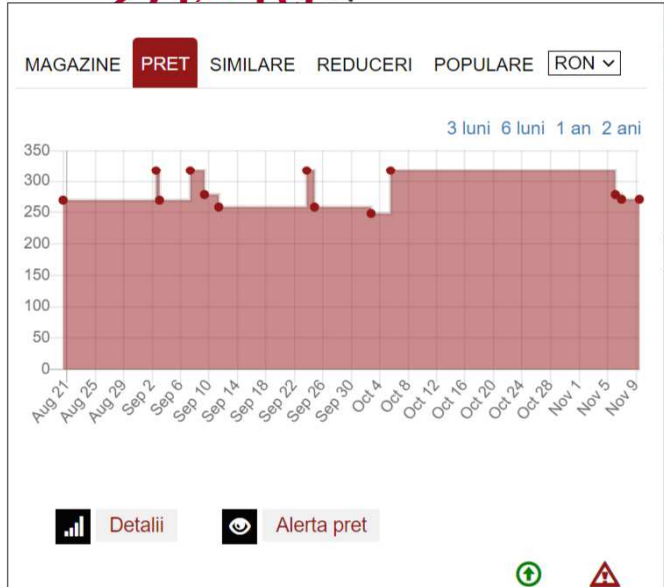 MAGAZINE PRET SIMILARE REDUCERI POPULARE RON
3 luni 6 luni 1 an 2 ani
350
300
250
200
150
100
50
0
Aug 21 Aug 25 Aug 29 Sep 2 Sep 6 Sep 10 Sep 14 Sep 18 Sep 22 Sep 26 Sep 30 Oct 4 Oct 8 Oct 12 Oct 16 Oct 20 Oct 24 Oct 28 Nov 1 Nov 5 Nov 9
Detalii Alerta pret